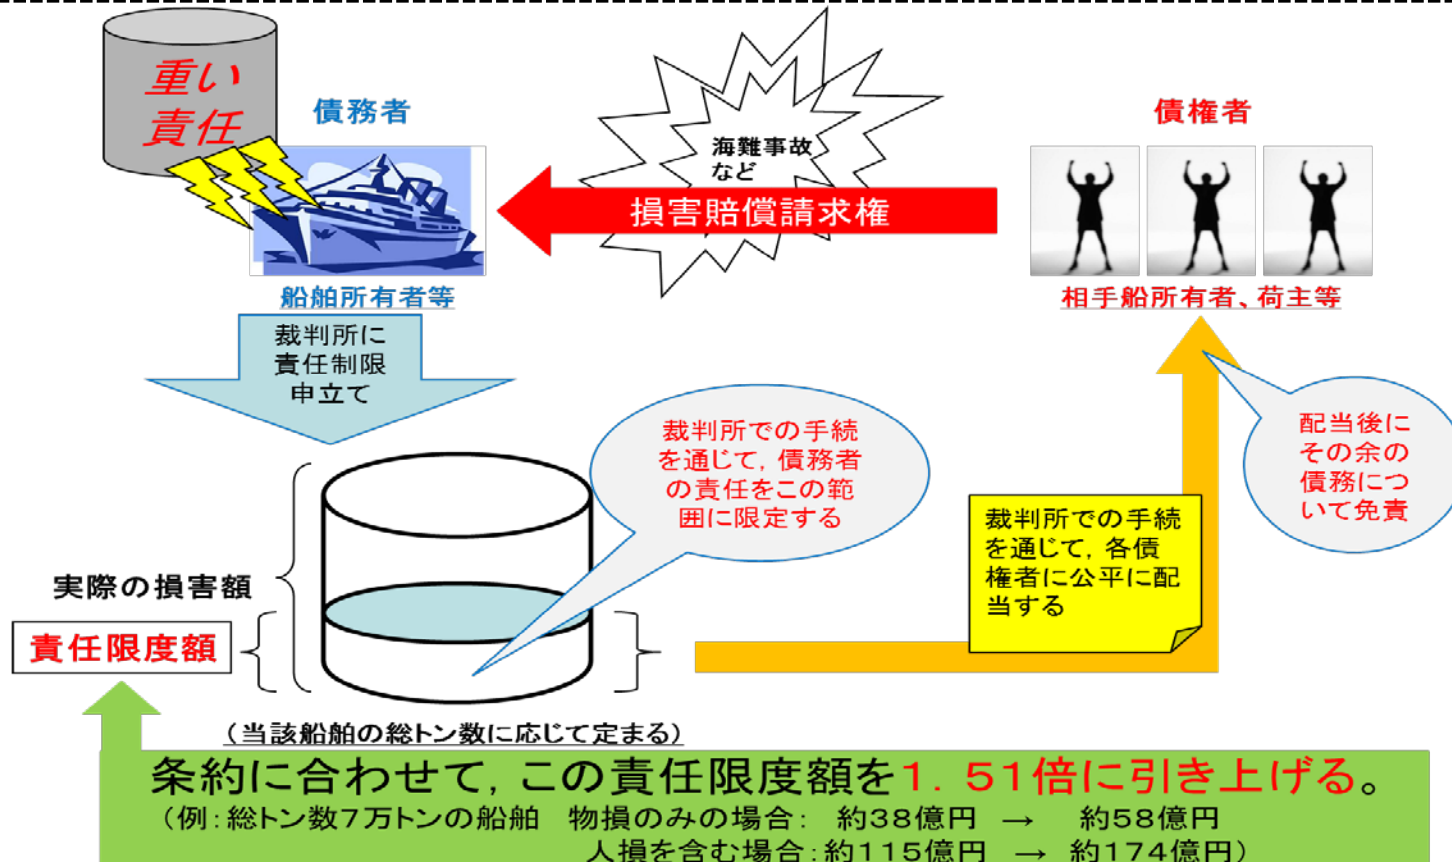 重い
責任
債務者
海難事故
など
損害賠償請求権
債権者
船舶所有者等
相手船所有者、荷主等
裁判所に
責任制限
申立て
裁判所での手続
を通じて，債務者
の責任をこの範
囲に限定する
配当後に
その余の
債務につ
いて免責
裁判所での手続
を通じて，各債
権者に公平に配
当する
実際の損害額
責任限度額
（当該船舶の総トン数に応じて定まる）
条約に合わせて，この責任限度額を１．５１倍に引き上げる。
（例：総トン数７万トンの船舶　物損のみの場合：　約３８億円　→　約５８億円
人損を含む場合：約１１５億円　→　約１７４億円）